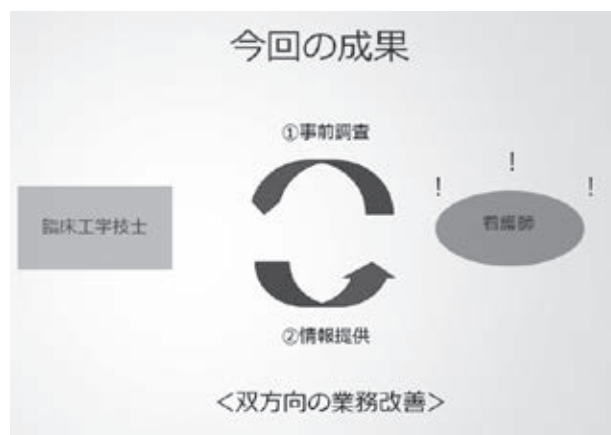 今回の成果
①事前調査
! ! !
臨床工学技士
看護師
②情報提供
＜双方向の業務改善＞